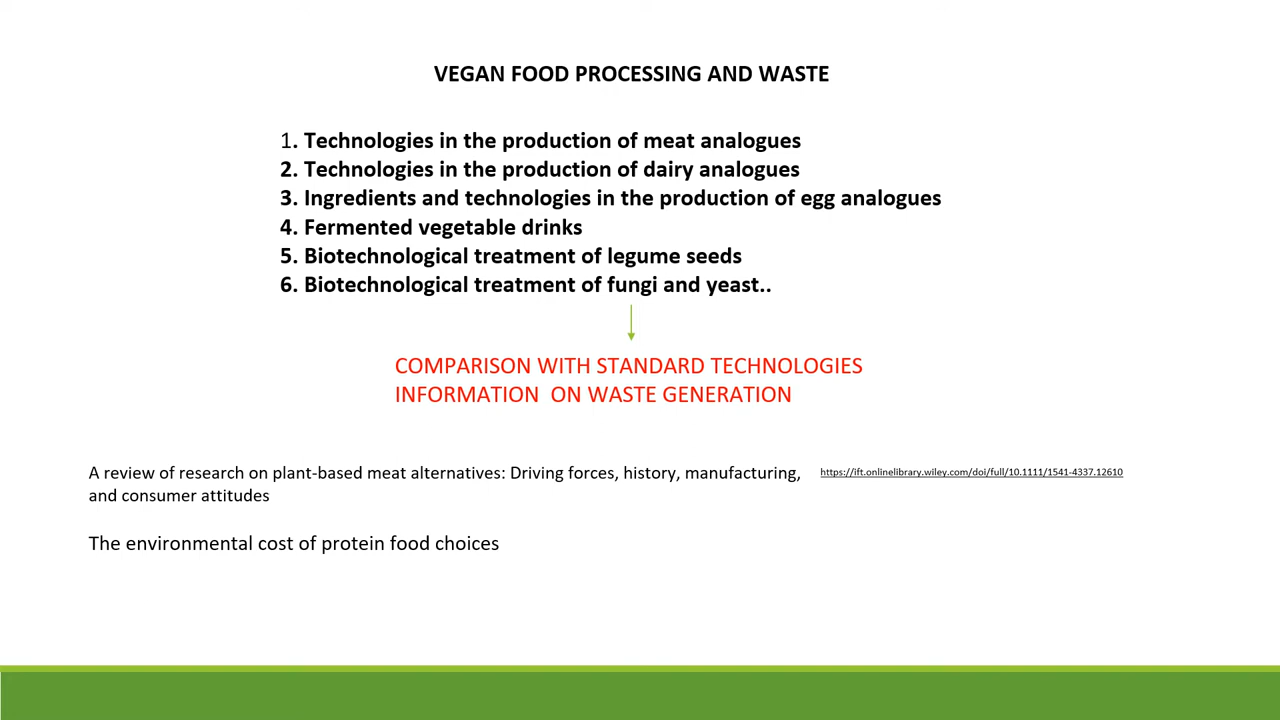 VEGAN FOOD PROCESSING AND WASTE
1. Technologies in the production of meat analogues
2. Technologies in the production of dairy analogues
3. Ingredients and technologies in the production of egg analogues
4. Fermented vegetable drinks
5. Biotechnological treatment of legume seeds
6. Biotechnological treatment of fungi and yeast..
COMPARISON WITH STANDARD TECHNOLOGIES
INFORMATION  ON WASTE GENERATION
A review of research on plant-based meat alternatives: Driving forces, history, manufacturing, https://ift.onlinelibrary.wiley.com/doi/full/10.1111/1541-4337.12610
and consumer attitudes
The environmental cost of protein food choices